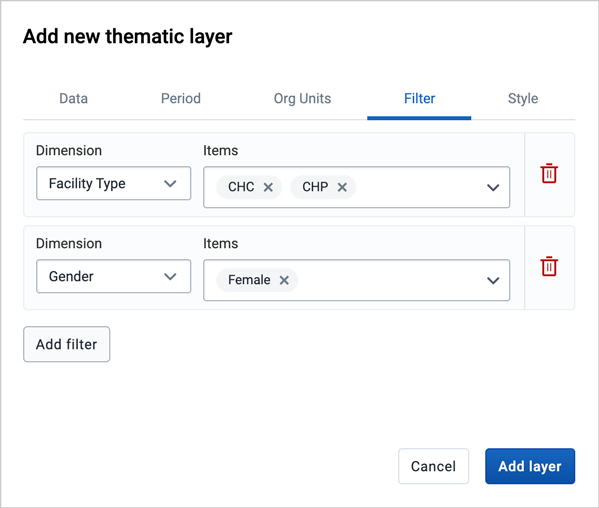 Add new thematic layer
Data Period Org Units Filter Style
Dimension Items
Facility Type CHC CHP
Dimension Items
Gender Female
Add filter
Cancel Add layer